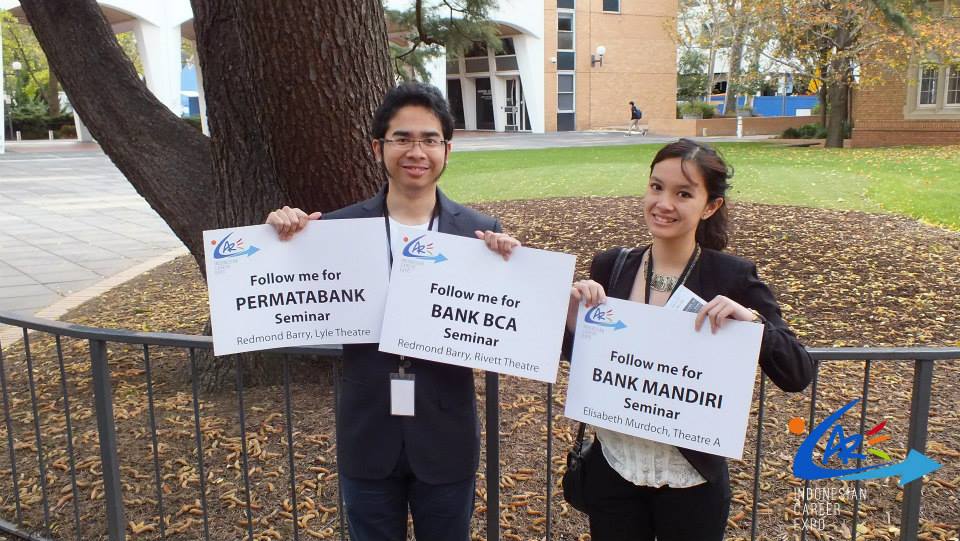 Follow me for
PERMATABANK
Seminar
Redmond Barry, Lyle Theatre
Follow me for
BANK BCA
Seminar
Redmond Barry, Rivett Theatre
Follow me for
BANK MANDIRI
Seminar
Elisabeth Murdoch, Theatre A
INDONESIAN
CAREER
EXPO